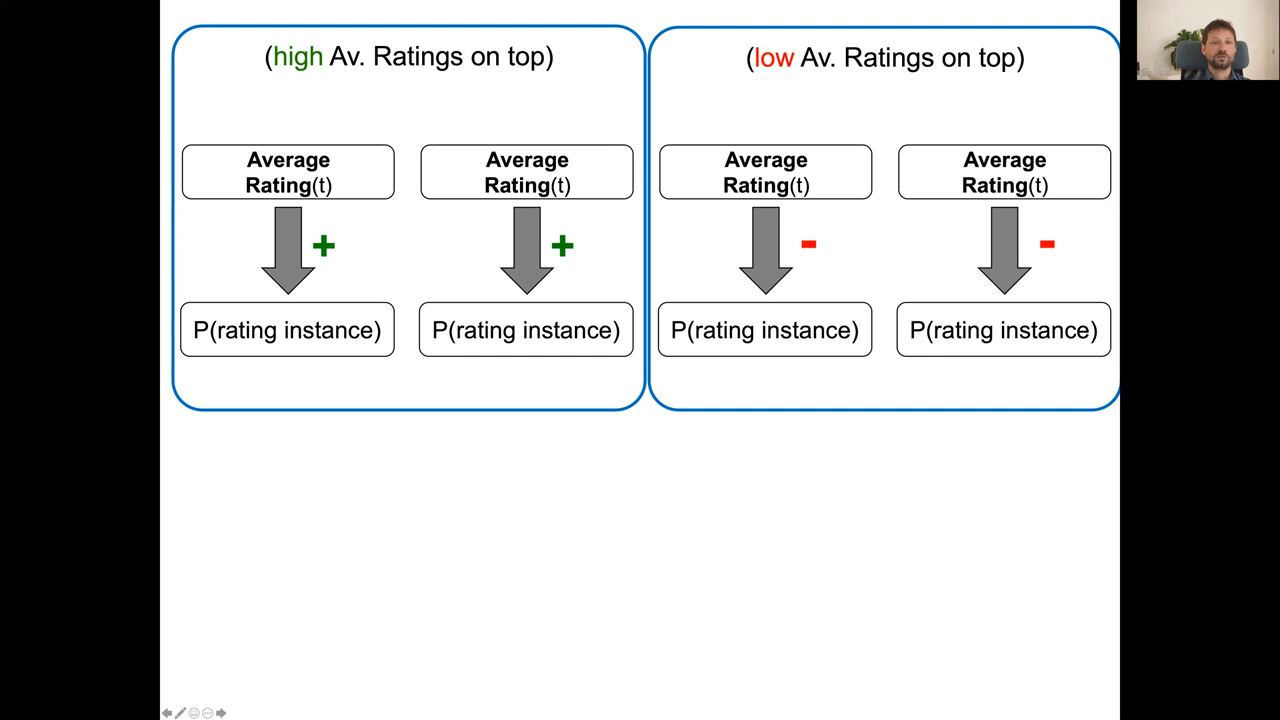 (high Av. Ratings on top)
(low Av. Ratings on top)
Average
Rating(t)
Average
Rating(t)
Average
Rating(t)
Average
Rating(t)
+
+
-
-
P(rating instance)
P(rating instance)
P(rating instance)
P(rating instance)